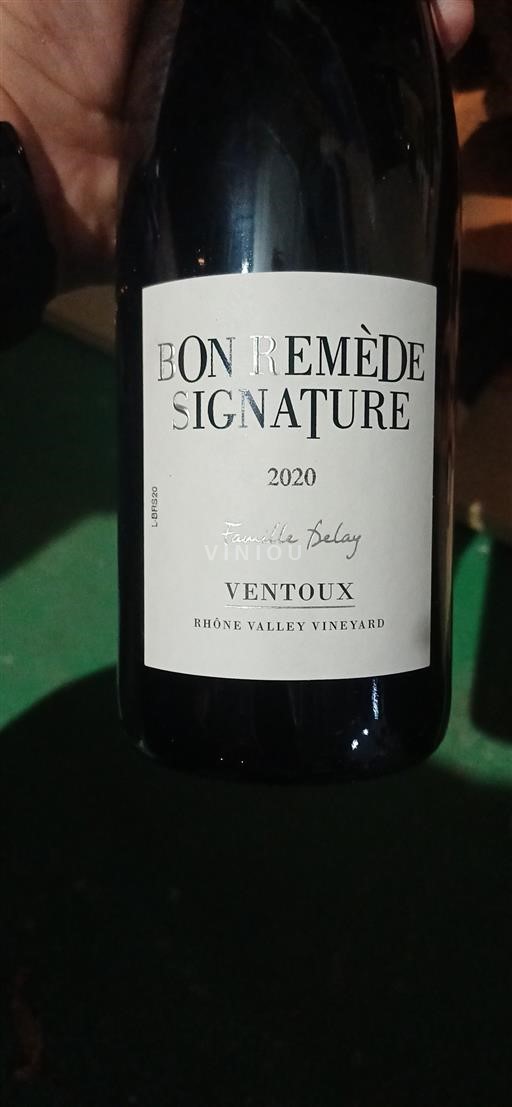 BON REMÈDE
SIGNATURE
2020
L-BRS20
Famille Delay
VINIOU
VENTOUX
RHÔNE VALLEY VINEYARD